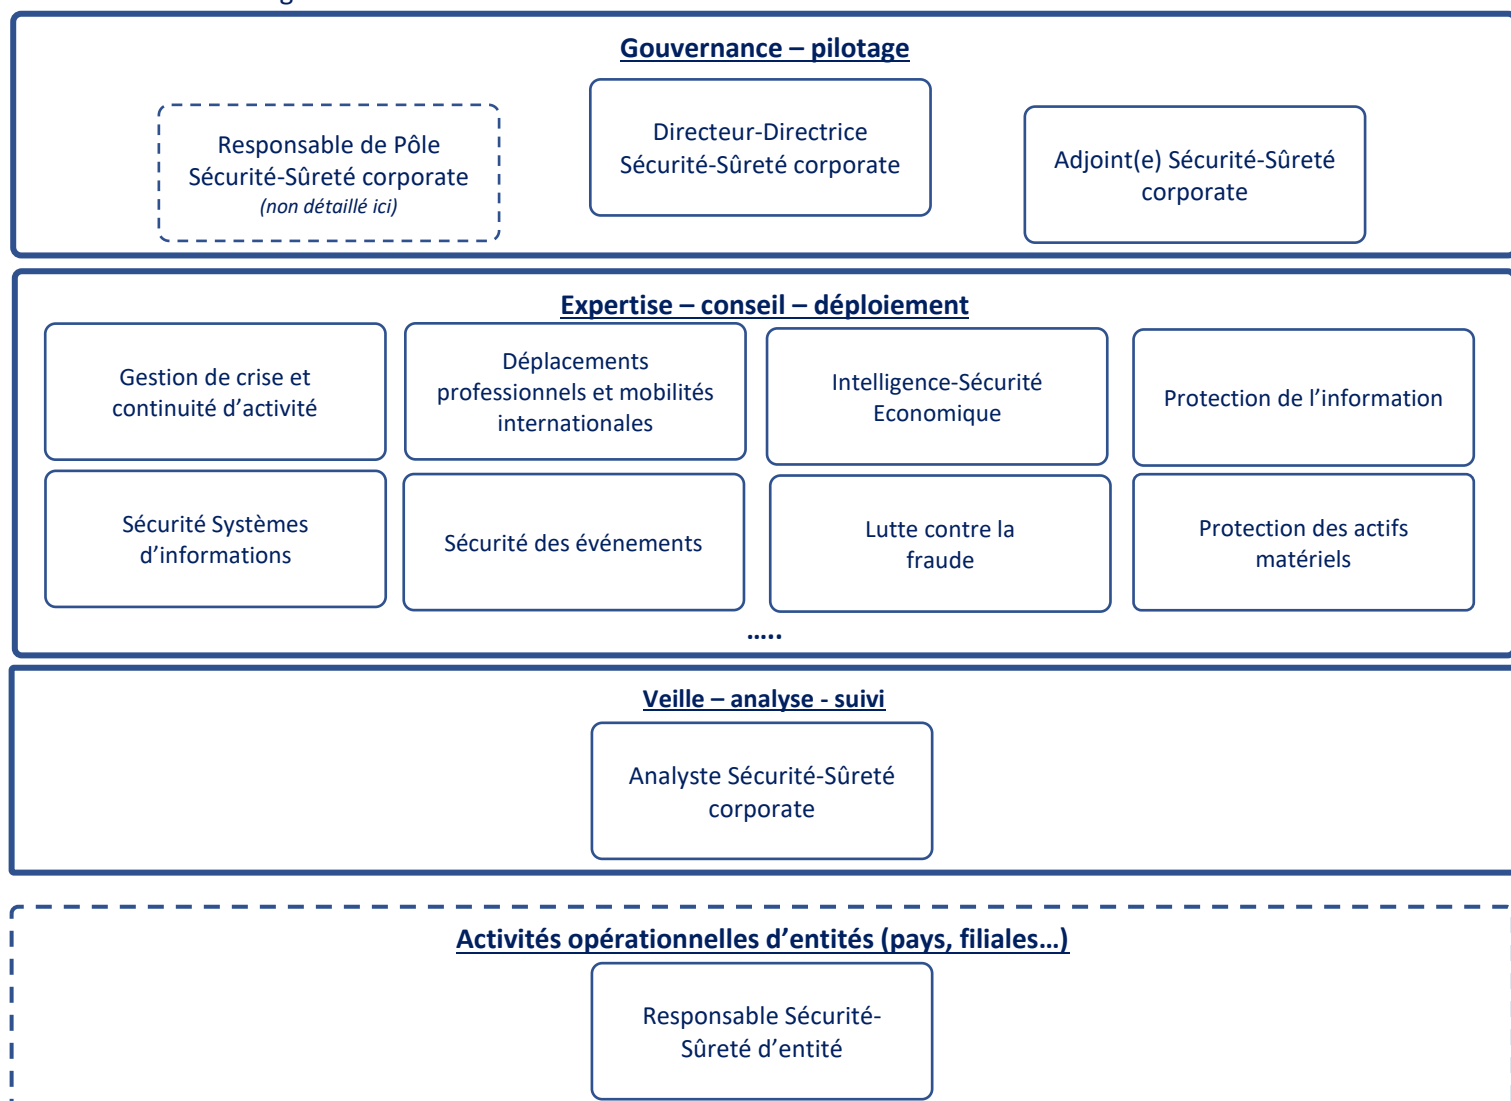 Gouvernance – pilotage
Responsable de Pôle
Sécurité-Sûreté corporate
(non détaillé ici)
Directeur-Directrice
Sécurité-Sûreté corporate
Adjoint(e) Sécurité-Sûreté
corporate
Expertise – conseil – déploiement
Gestion de crise et
continuité d’activité
Déplacements
professionnels et mobilités
internationales
Intelligence-Sécurité
Economique
Protection de l’information
Sécurité Systèmes
d’informations
Sécurité des événements
Lutte contre la
fraude
Protection des actifs
matériels
…..
Veille – analyse - suivi
Analyste Sécurité-Sûreté
corporate
Activités opérationnelles d’entités (pays, filiales…)
Responsable Sécurité-
Sûreté d’entité